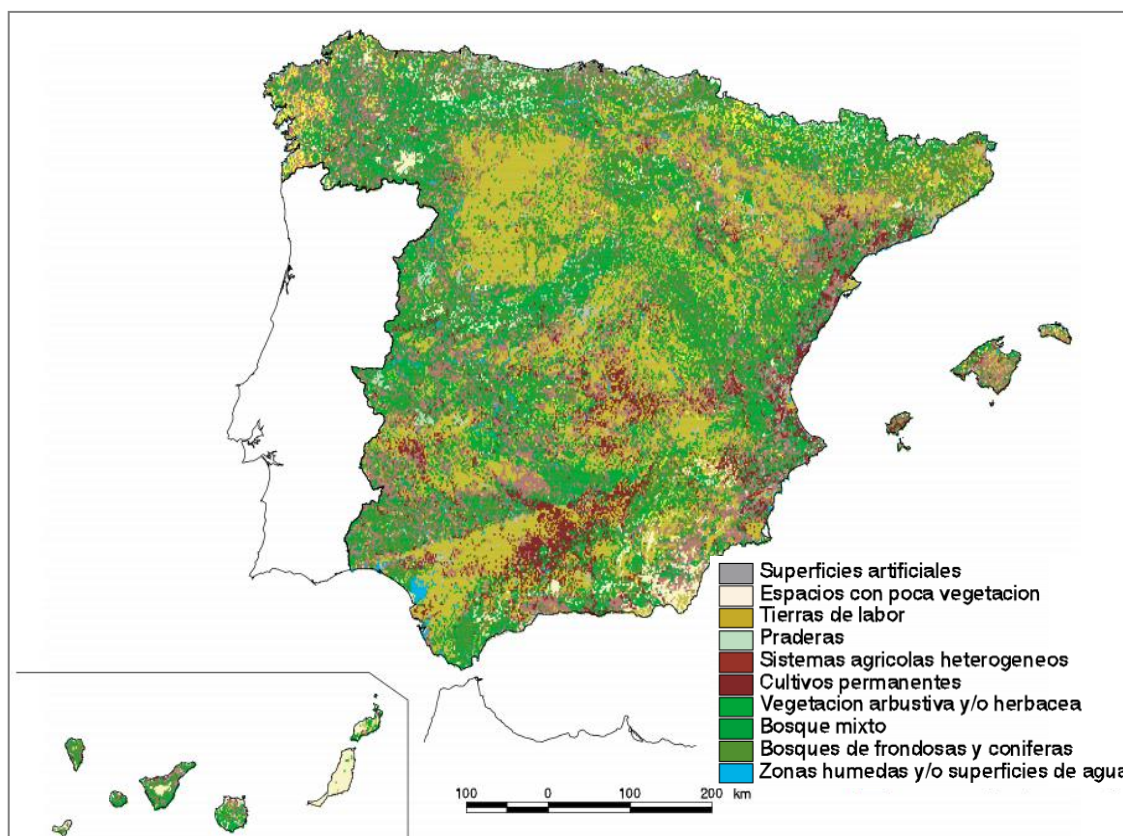 Superficies artificiales
Espacios con poca vegetacion
Tierras de labor
Praderas
Sistemas agricolas heterogeneos
Cultivos permanentes
Vegetacion arbustiva y/o herbacea
Bosque mixto
Bosques de frondosas y coniferas
Zonas humedas y/o superficies de agua
100 0 100 200 km